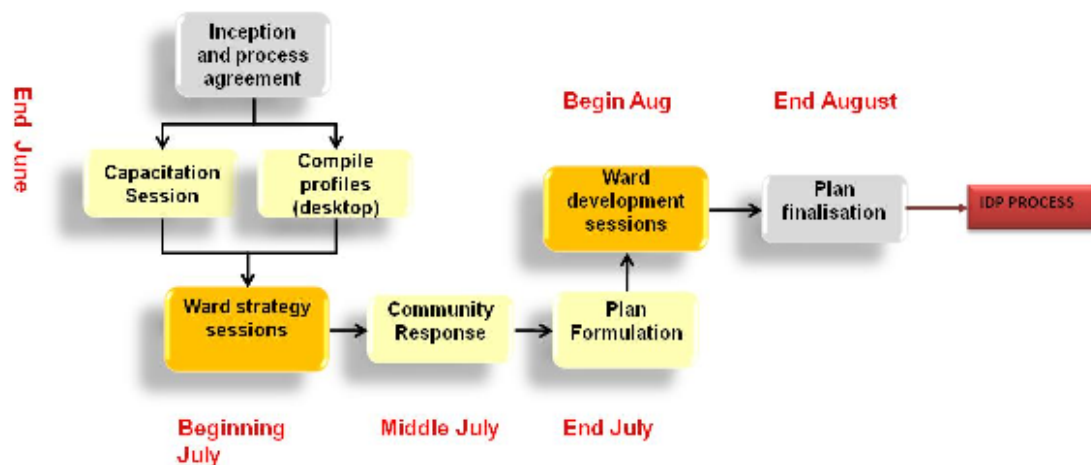 Inception
and process
agreement
End June
Begin Aug
End August
Capacitation
Session
Compile
profiles
(desktop)
Ward
development
sessions
Plan
finalisation
IDP PROCESS
Ward strategy
sessions
Community
Response
Plan
Formulation
Beginning
July
Middle July
End July